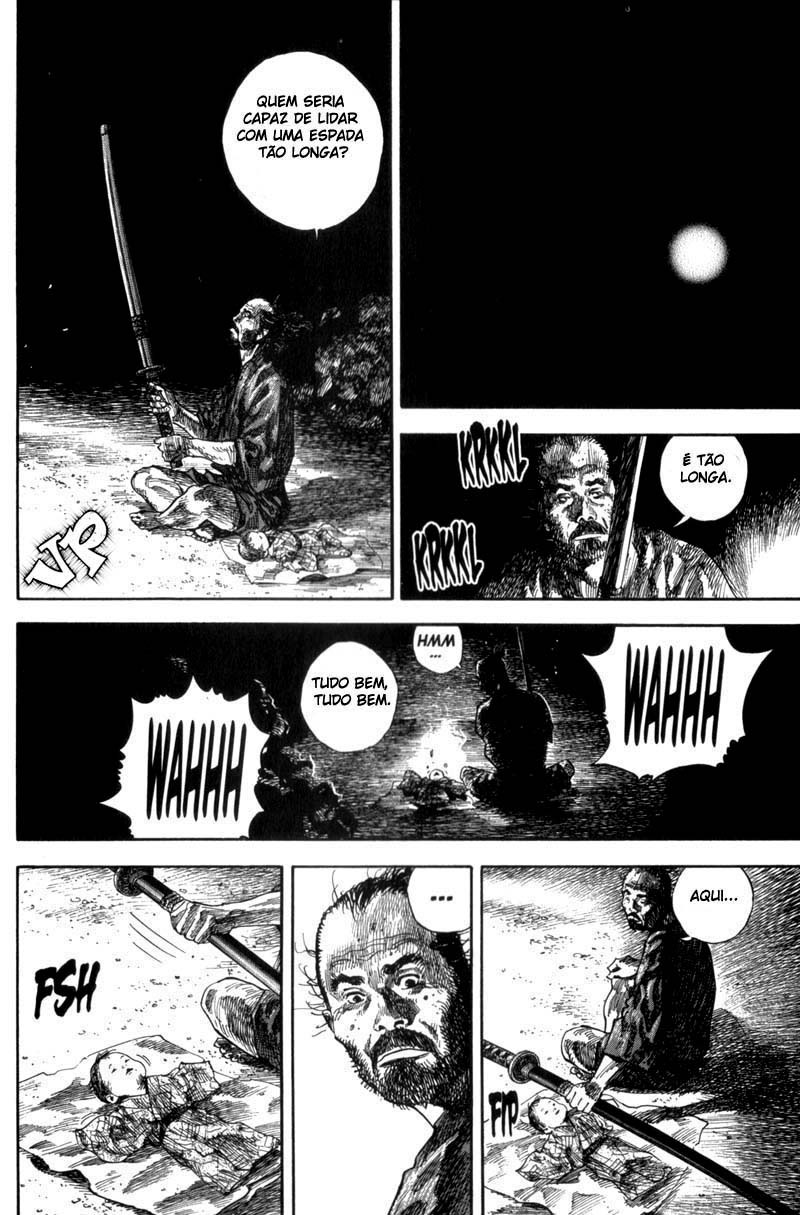 KRKKL
É TÃO
LONGA.
KRKKL
QUEM SERIA
CAPAZ DE LIDAR
COM UMA ESPADA
TÃO LONGA?
VP
WAHHH
HMM
...
TUDO BEM,
TUDO BEM.
WAHHH
AQUI...
FIP
...
FSH